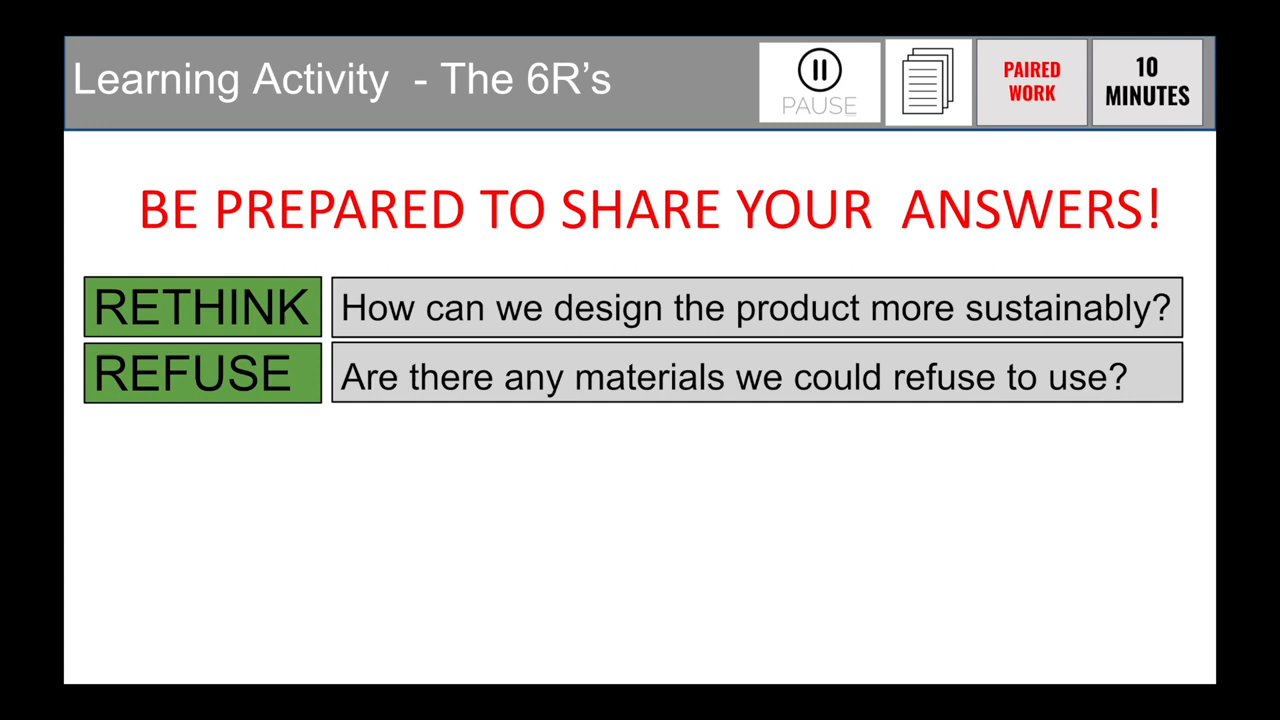 Learning Activity - The 6R's
PAUSE
PAIRED
WORK
10
MINUTES
BE PREPARED TO SHARE YOUR ANSWERS!
RETHINK
How can we design the product more sustainably?
REFUSE
Are there any materials we could refuse to use?